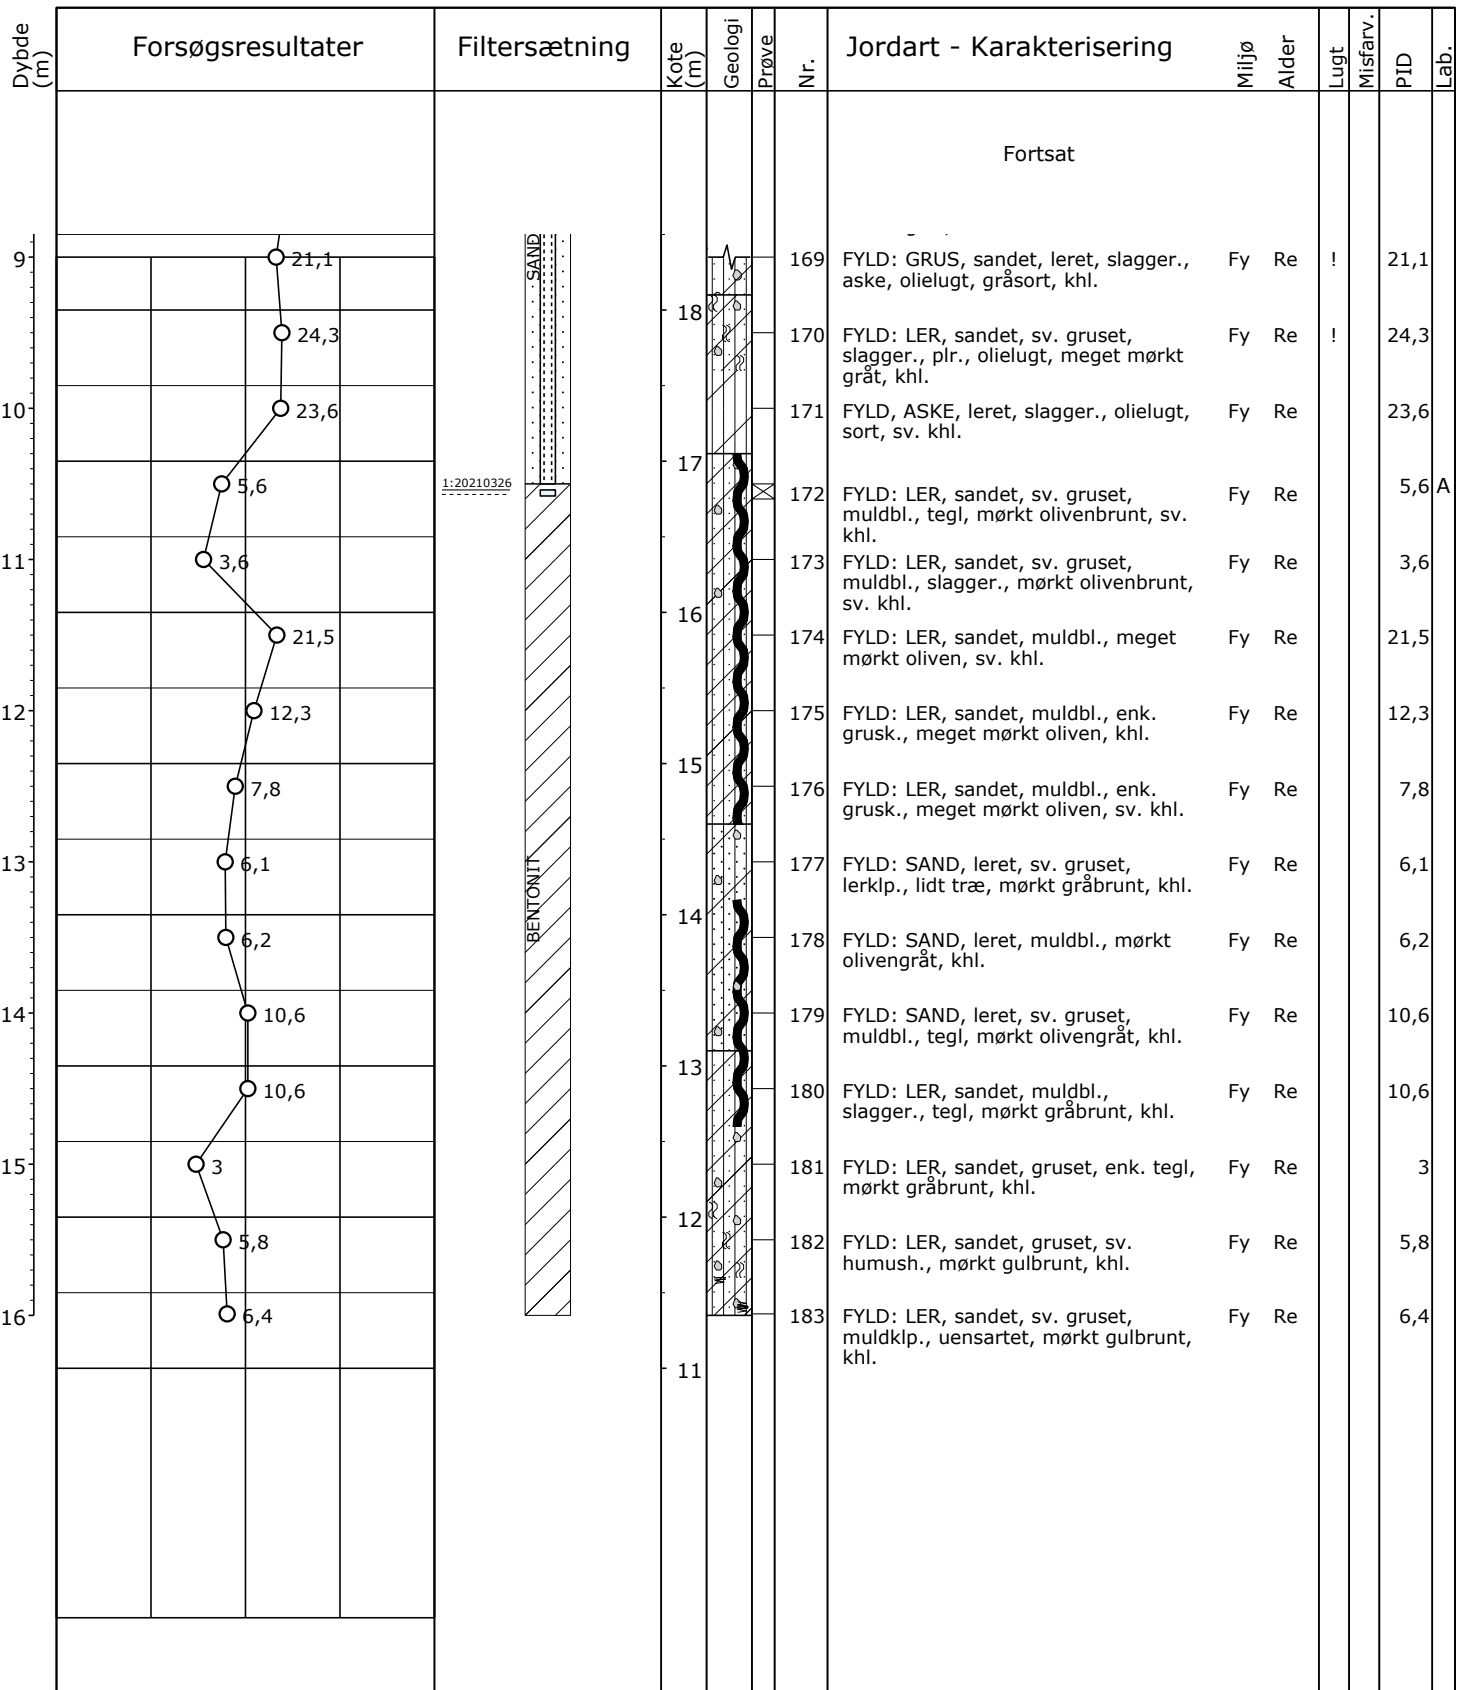 Dybde (m)
Forsøgsresultater
Filtersætning
Kote (m)
Geologi
Prøve
Nr.
Jordart - Karakterisering
Miljø
Alder
Lugt
Misfarv.
PID
Lab.
Fortsat
9
21,1
SAND
169 FYLD: GRUS, sandet, leret, slagger., Fy Re ! 21,1
aske, olielugt, gråsort, khl.
18
24,3
170 FYLD: LER, sandet, sv. gruset, Fy Re ! 24,3
slagger., plr., olielugt, meget mørkt
gråt, khl.
10
23,6
171 FYLD, ASKE, leret, slagger., olielugt, Fy Re 23,6
sort, sv. khl.
17
5,6
1:20210326
172 FYLD: LER, sandet, sv. gruset, Fy Re 5,6 A
muldbl., tegl, mørkt olivenbrunt, sv.
khl.
11
3,6
173 FYLD: LER, sandet, sv. gruset, Fy Re 3,6
muldbl., slagger., mørkt olivenbrunt,
sv. khl.
16
21,5
174 FYLD: LER, sandet, muldbl., meget Fy Re 21,5
mørkt oliven, sv. khl.
12
12,3
175 FYLD: LER, sandet, muldbl., enk. Fy Re 12,3
grusk., meget mørkt oliven, khl.
15
7,8
176 FYLD: LER, sandet, muldbl., enk. Fy Re 7,8
grusk., meget mørkt oliven, sv. khl.
13
6,1
BENTONIT
177 FYLD: SAND, leret, sv. gruset, Fy Re 6,1
lerklp., lidt træ, mørkt gråbrunt, khl.
14
6,2
178 FYLD: SAND, leret, muldbl., mørkt Fy Re 6,2
olivengråt, khl.
14
10,6
179 FYLD: SAND, leret, sv. gruset, Fy Re 10,6
muldbl., tegl, mørkt olivengråt, khl.
13
10,6
180 FYLD: LER, sandet, muldbl., Fy Re 10,6
slagger., tegl, mørkt gråbrunt, khl.
15
3
181 FYLD: LER, sandet, gruset, enk. tegl, Fy Re 3
mørkt gråbrunt, khl.
12
5,8
182 FYLD: LER, sandet, gruset, sv. Fy Re 5,8
humush., mørkt gulbrunt, khl.
16
6,4
183 FYLD: LER, sandet, sv. gruset, Fy Re 6,4
muldklp., uensartet, mørkt gulbrunt,
khl.
11